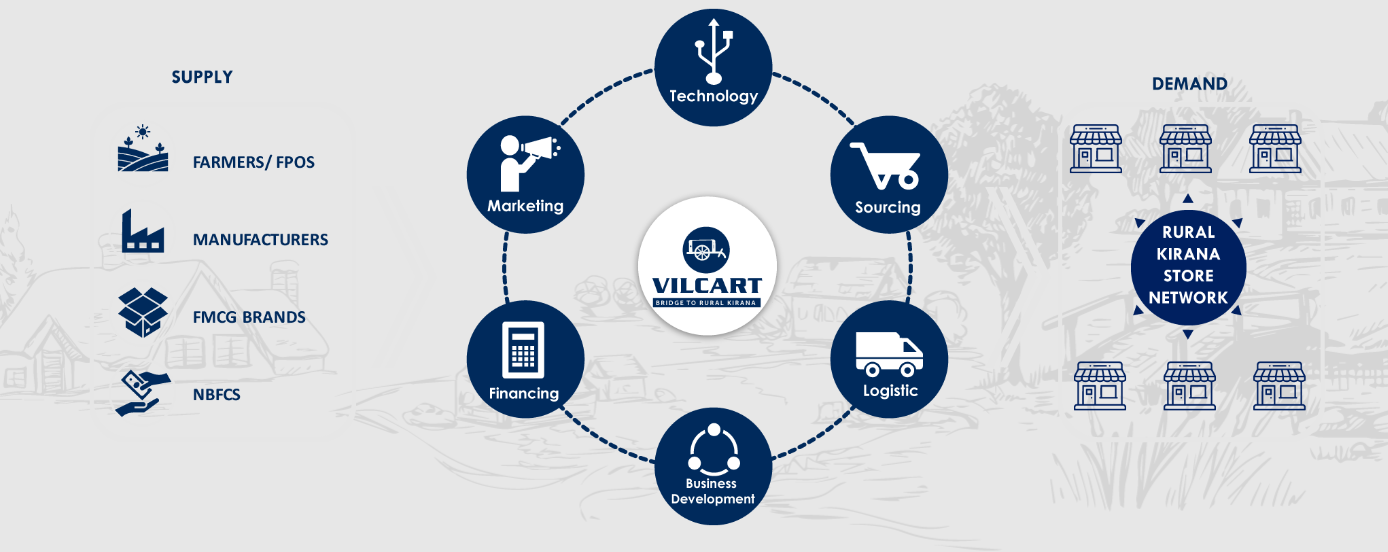 SUPPLY
FARMERS/ FPOS
MANUFACTURERS
FMCG BRANDS
NBFCS
Technology
Marketing
Sourcing
VILCART
BRIDGE TO RURAL KIRANA
Financing
Logistic
Business
Development
DEMAND
RURAL
KIRANA
STORE
NETWORK